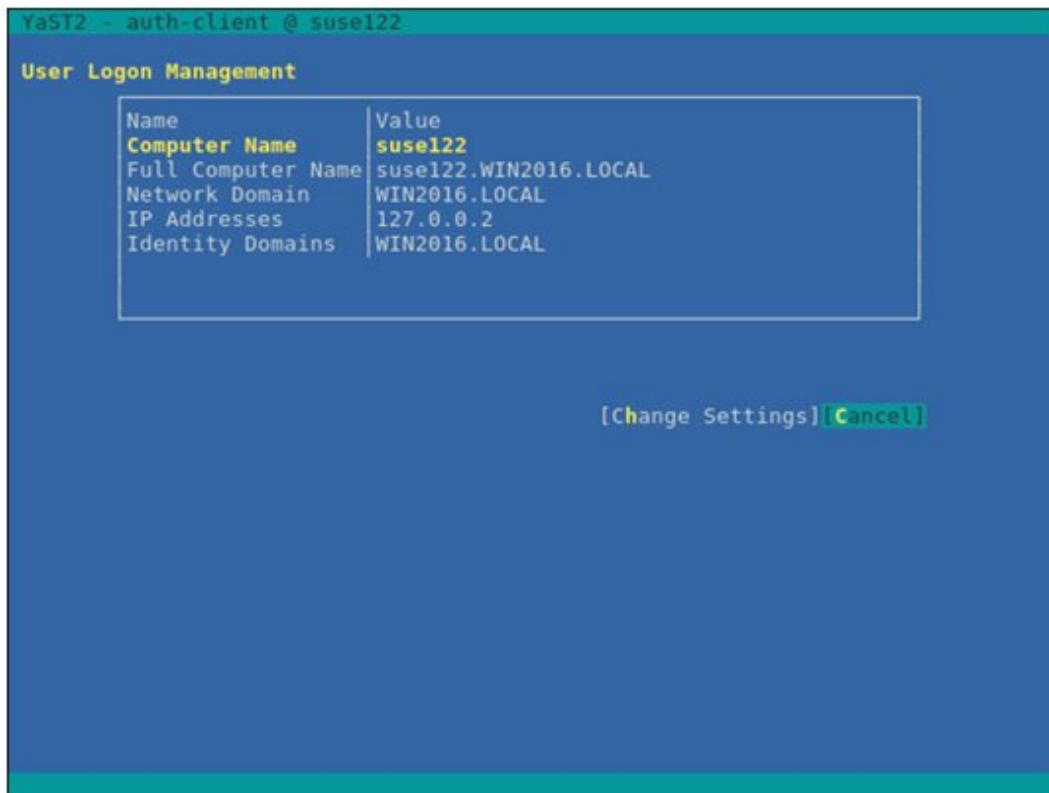 YaST2 - auth-client @ suse122
User Logon Management
Name Value
Computer Name suse122
Full Computer Name suse122.WIN2016.LOCAL
Network Domain WIN2016.LOCAL
IP Addresses 127.0.0.2
Identity Domains WIN2016.LOCAL
[Change Settings][Cancel]